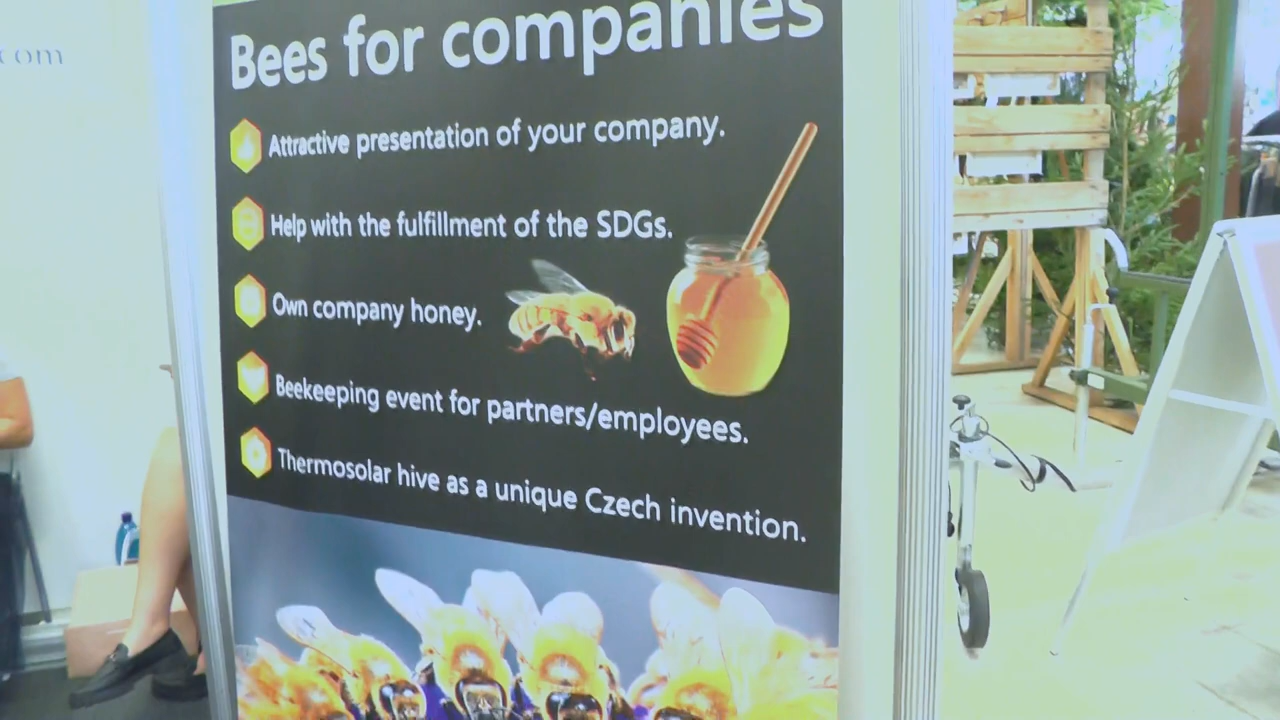 com
Bees for companies
Attractive presentation of your company.
Help with the fulfillment of the SDGs.
Own company honey.
Beekeeping event for partners/employees.
Thermosolar hive as a unique Czech invention.